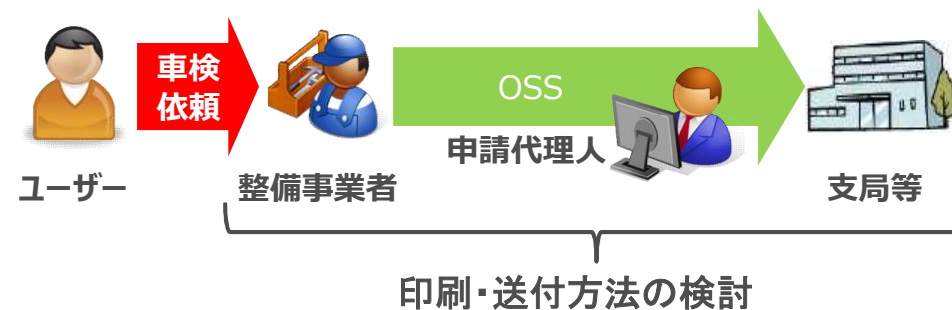 車検
依頼
OSS
申請代理人
ユーザー
整備事業者
支局等
印刷・送付方法の検討